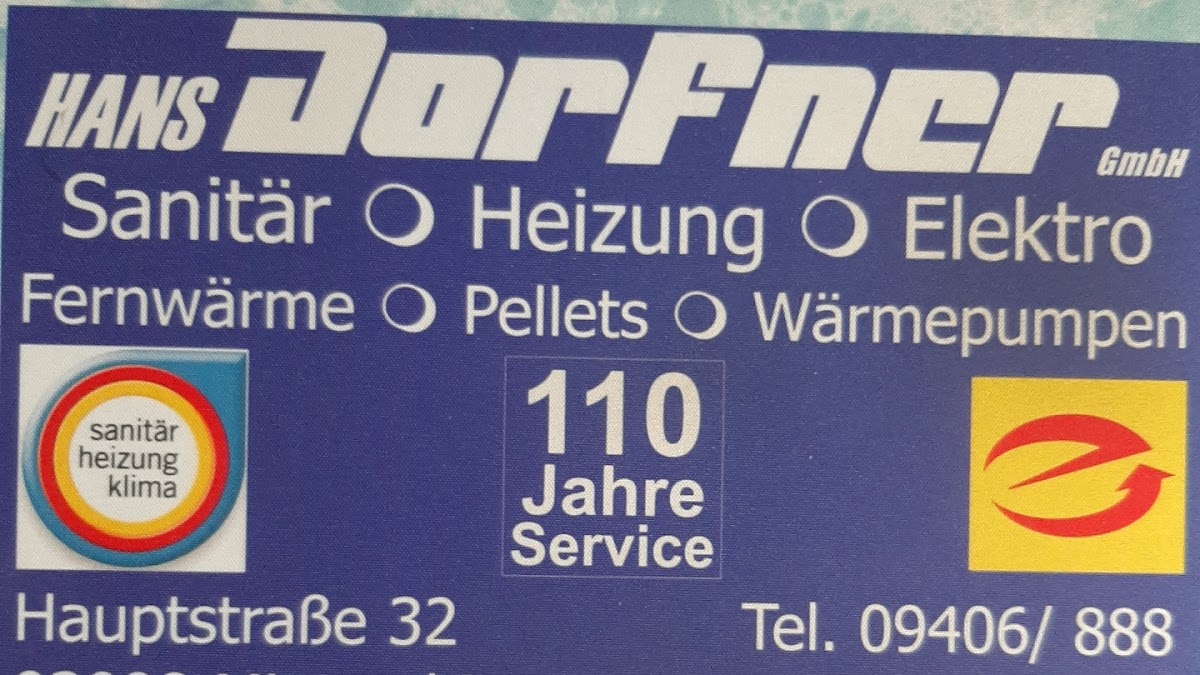 HANS Dorfner GmbH
Sanitär Heizung Elektro
Fernwärme Pellets Wärmepumpen
sanitär
heizung
klima
110
Jahre
Service
Hauptstraße 32
Tel. 09406/ 888